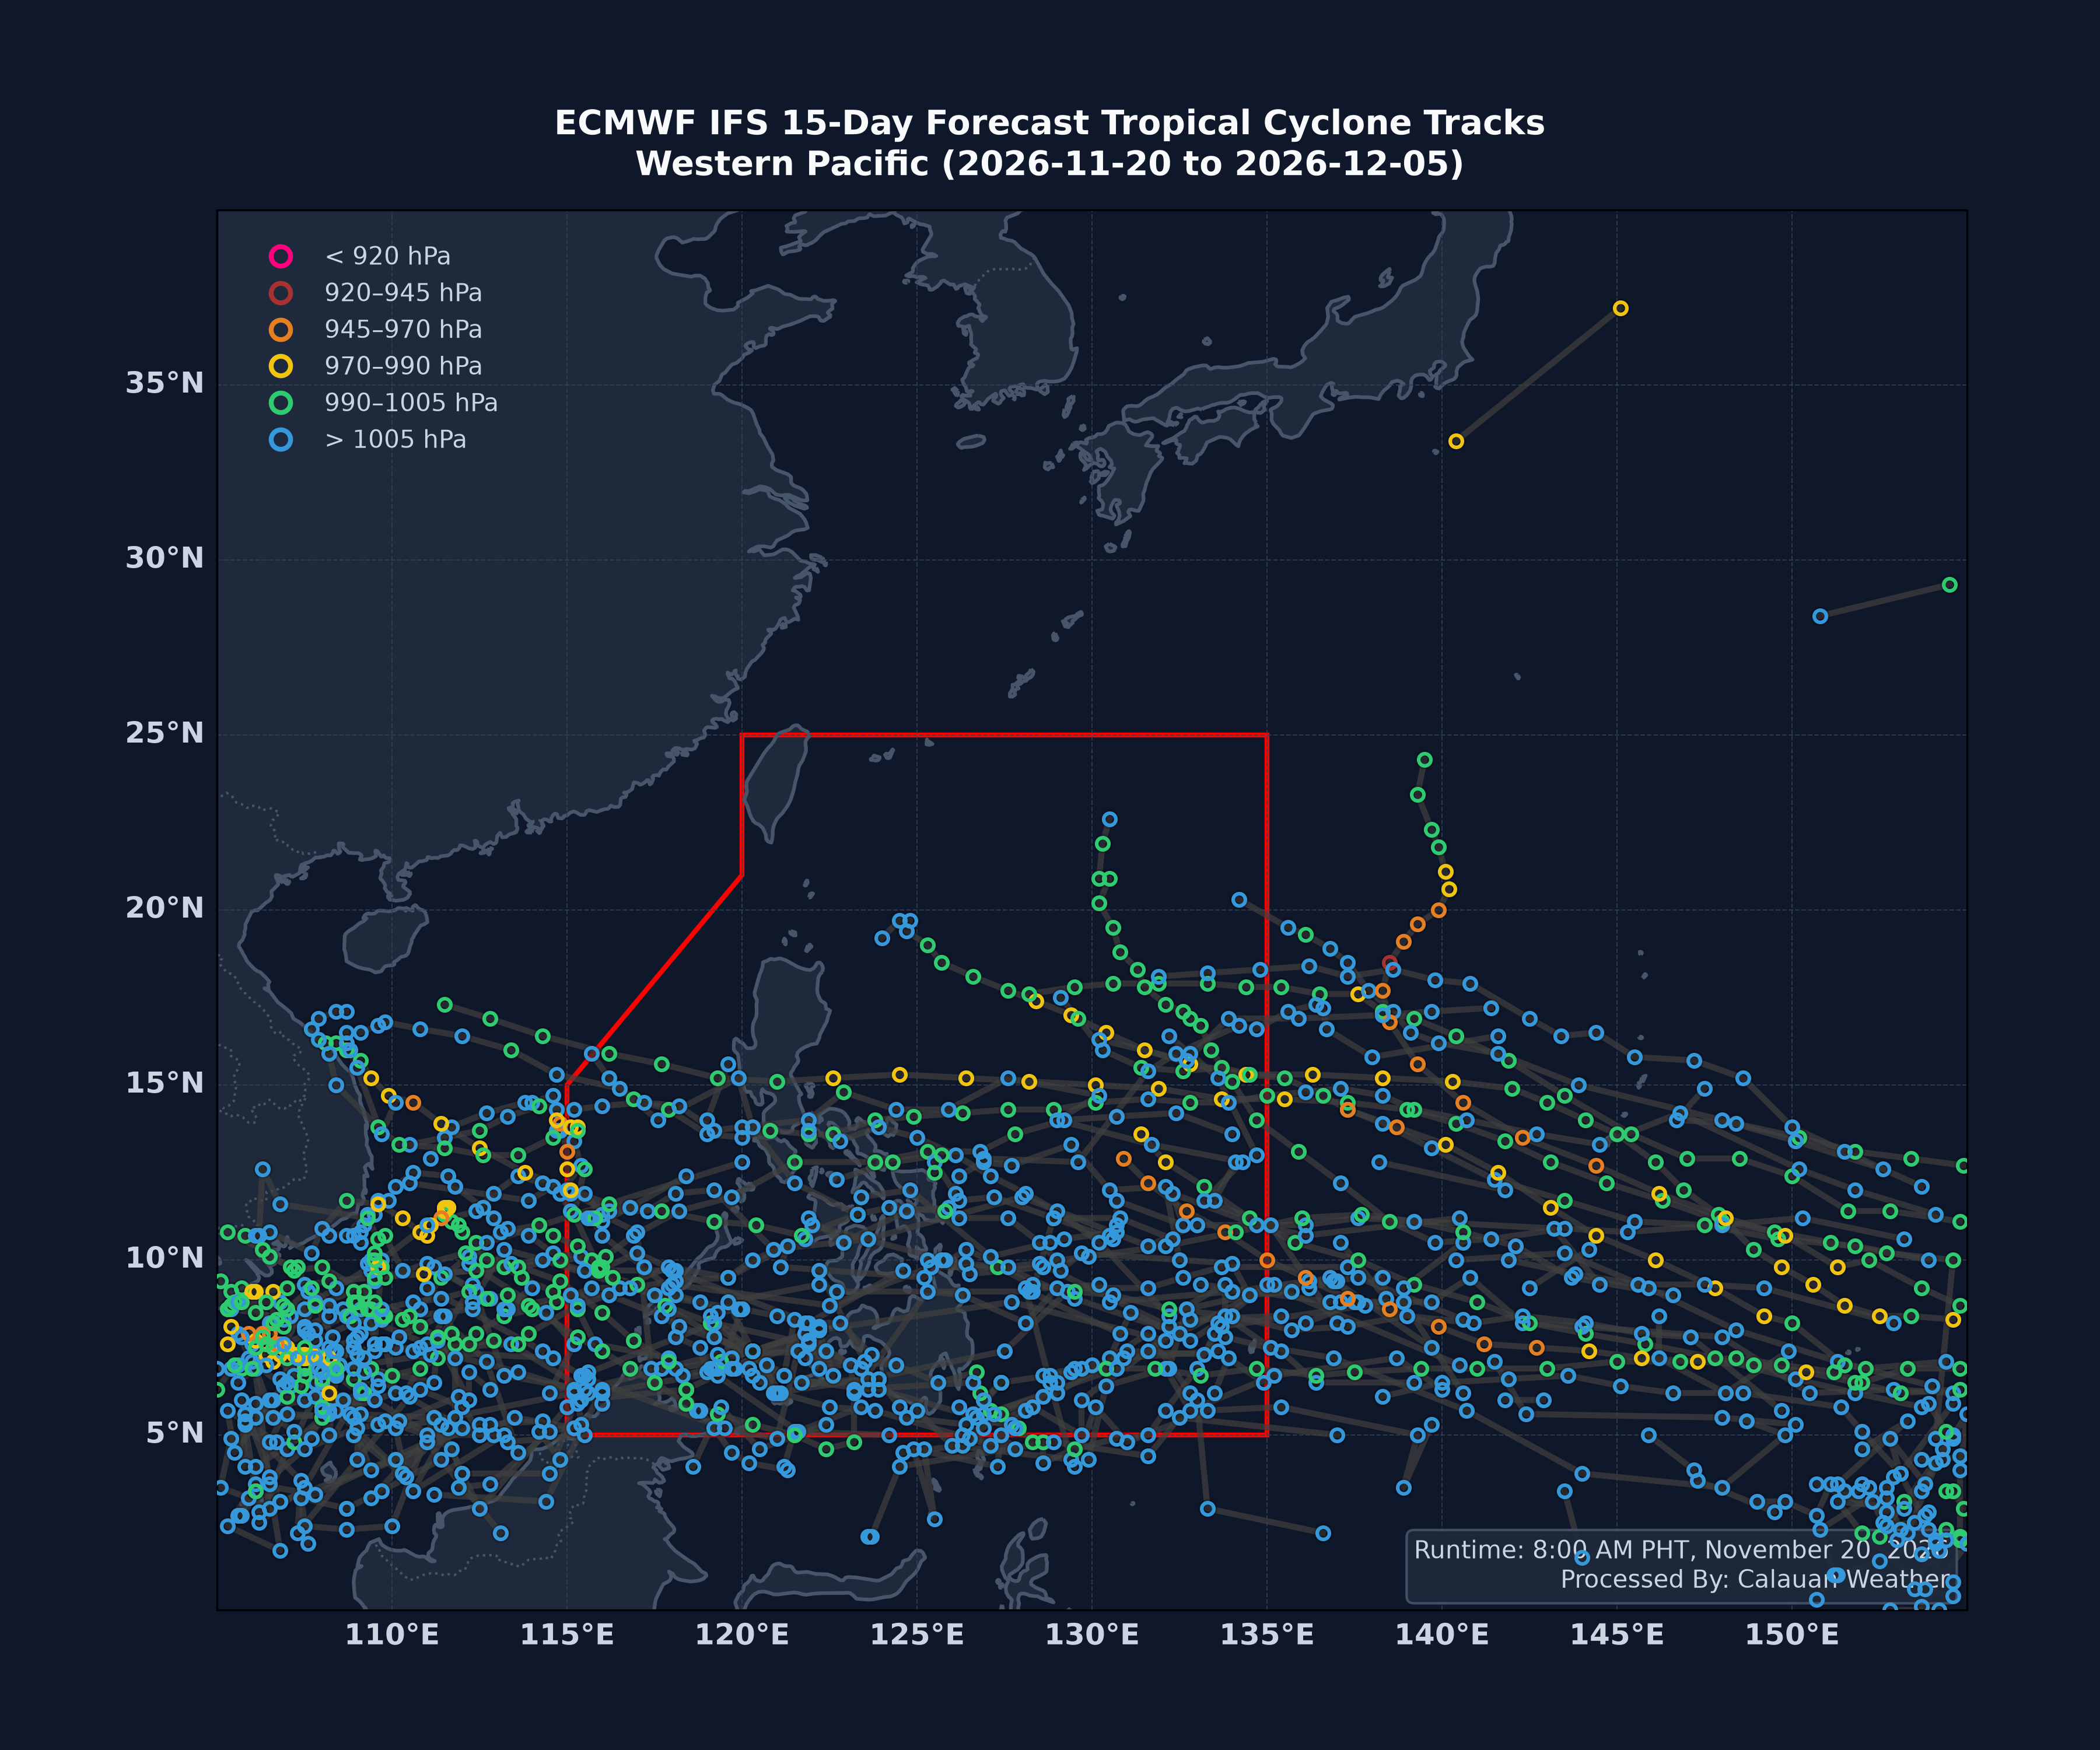 ECMWF IFS 15-Day Forecast Tropical Cyclone Tracks
Western Pacific (2026-11-20 to 2026-12-05)
< 920 hPa
920–945 hPa
945–970 hPa
970–990 hPa
990–1005 hPa
> 1005 hPa
35°N
30°N
25°N
20°N
15°N
10°N
5°N
Runtime: 8:00 AM PHT, November 20, 2026
Processed By: Calauan Weather
110°E 115°E 120°E 125°E 130°E 135°E 140°E 145°E 150°E